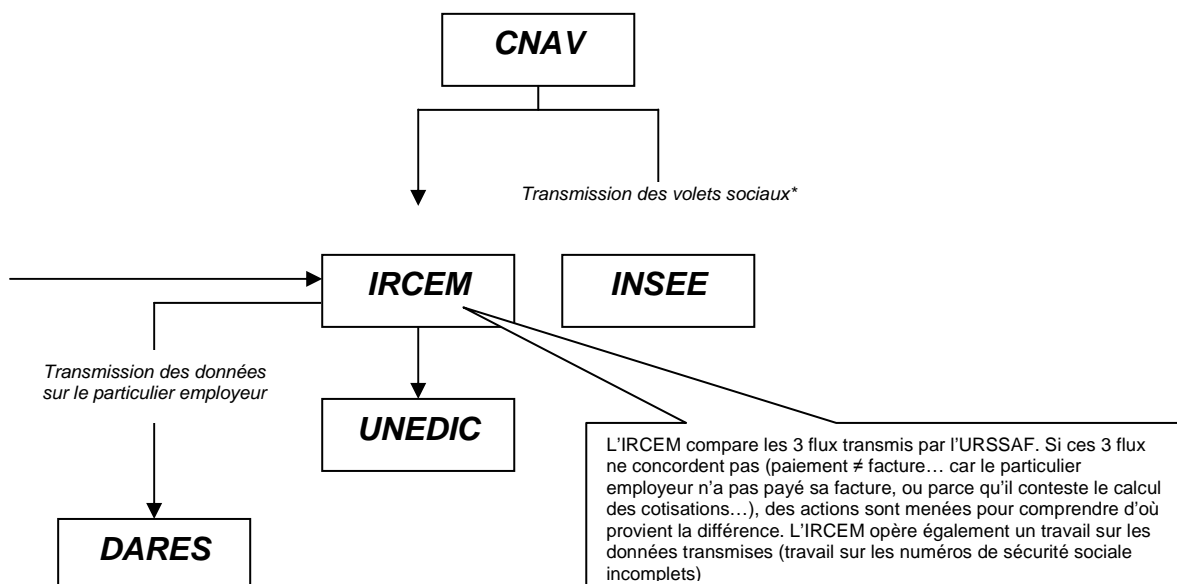 CNAV
Transmission des volets sociaux*
IRCEM
INSEE
Transmission des données
sur le particulier employeur
UNEDIC
L'IRCEM compare les 3 flux transmis par l'URSSAF. Si ces 3 flux
ne concordent pas (paiement ≠ facture… car le particulier
employeur n'a pas payé sa facture, ou parce qu'il conteste le calcul
des cotisations…), des actions sont menées pour comprendre d'où
provient la différence. L'IRCEM opère également un travail sur les
données transmises (travail sur les numéros de sécurité sociale
incomplets)
DARES